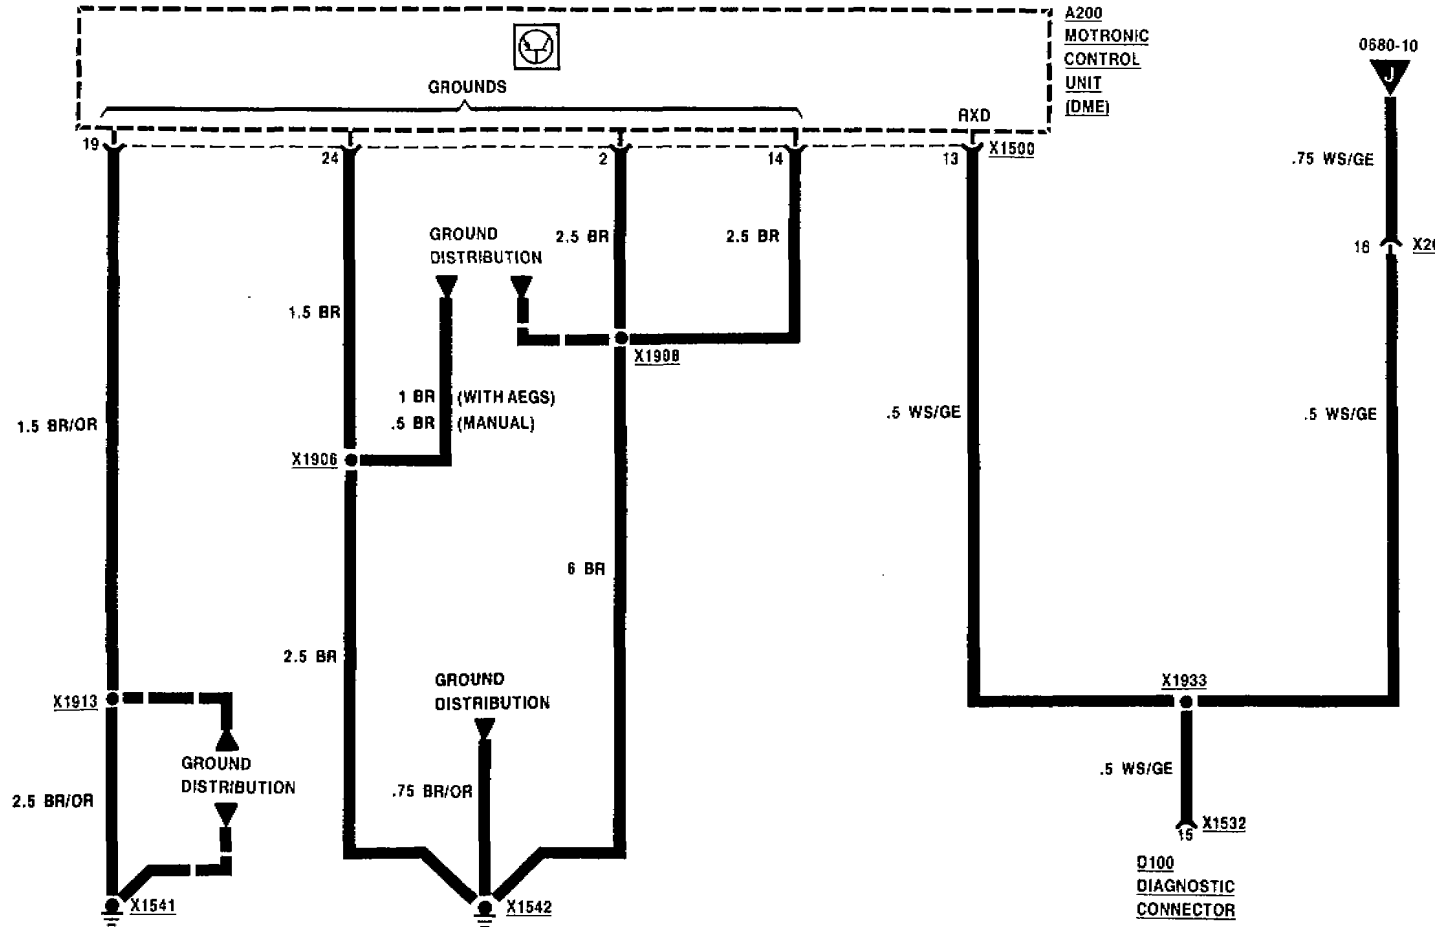 A200
MOTRONIC
CONTROL
UNIT
(DME)
0680-10
J
GROUNDS
RXD
19
24
2
14
13
X1500
.75 WS/GE
GROUND
DISTRIBUTION
2.5 BR
2.5 BR
16
1.5 BR
X1908
1 BR (WITH AEGS)
.5 BR (MANUAL)
.5 WS/GE
.5 WS/GE
1.5 BR/OR
X1906
6 BR
2.5 BR
GROUND
DISTRIBUTION
X1933
X1913
GROUND
DISTRIBUTION
.5 WS/GE
2.5 BR/OR
.75 BR/OR
15
X1532
D100
DIAGNOSTIC
CONNECTOR
X1541
X1542